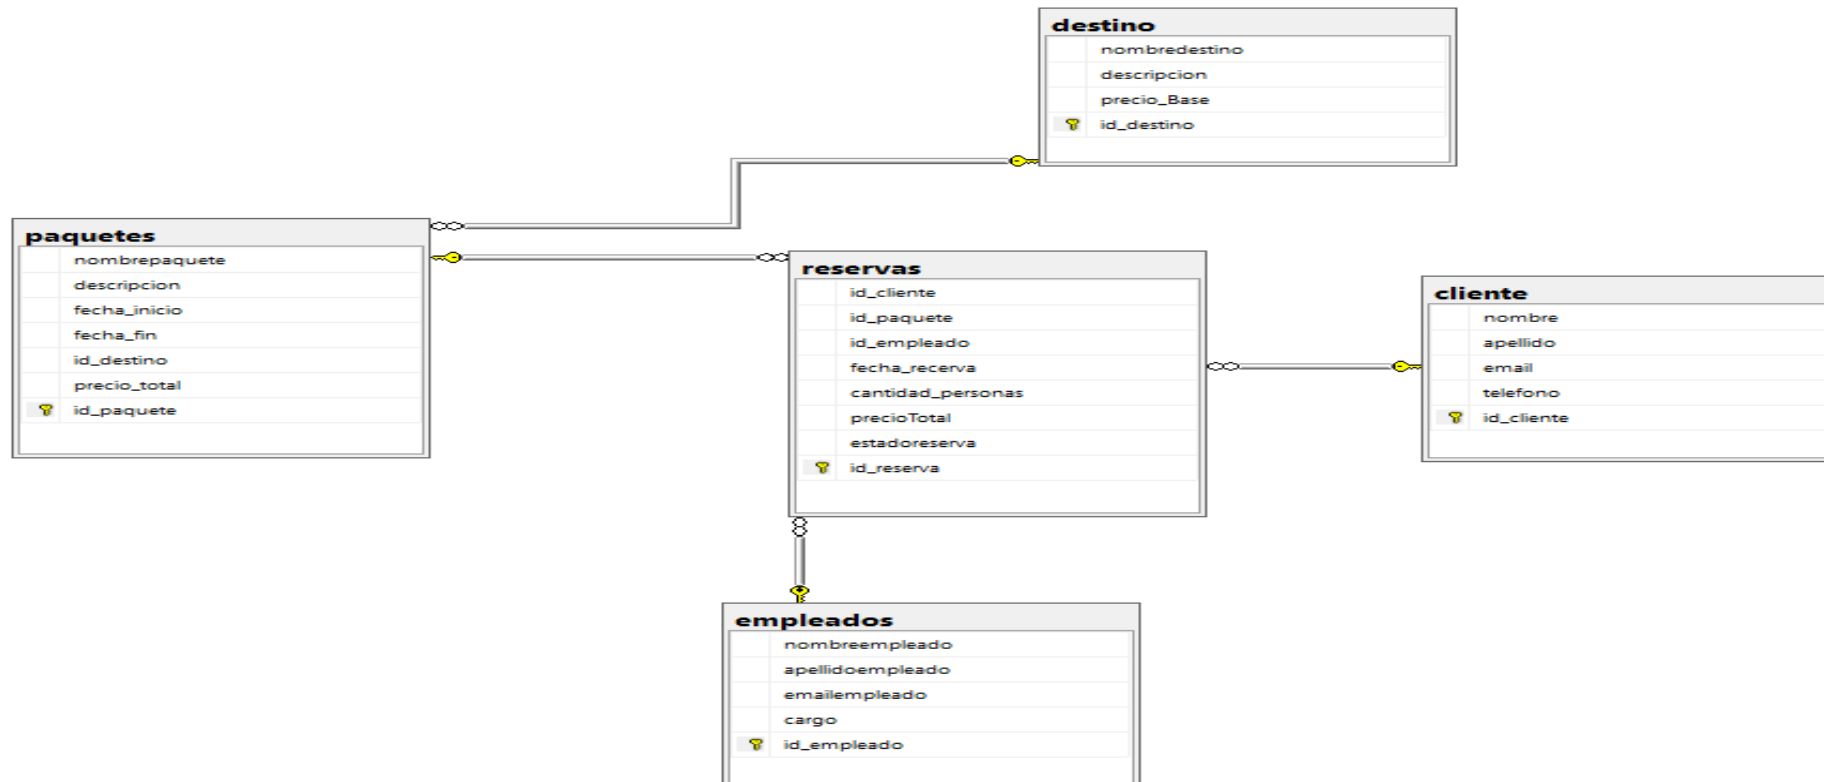 destino
nombredestino
descripcion
precio_Base
id_destino
paquetes
nombrepaquete
descripcion
fecha_inicio
fecha_fin
id_destino
precio_total
id_paquete
reservas
id_cliente
id_paquete
id_empleado
fecha_recerva
cantidad_personas
precioTotal
estadoreserva
id_reserva
cliente
nombre
apellido
email
telefono
id_cliente
empleados
nombreempleado
apellidoempleado
emailempleado
cargo
id_empleado